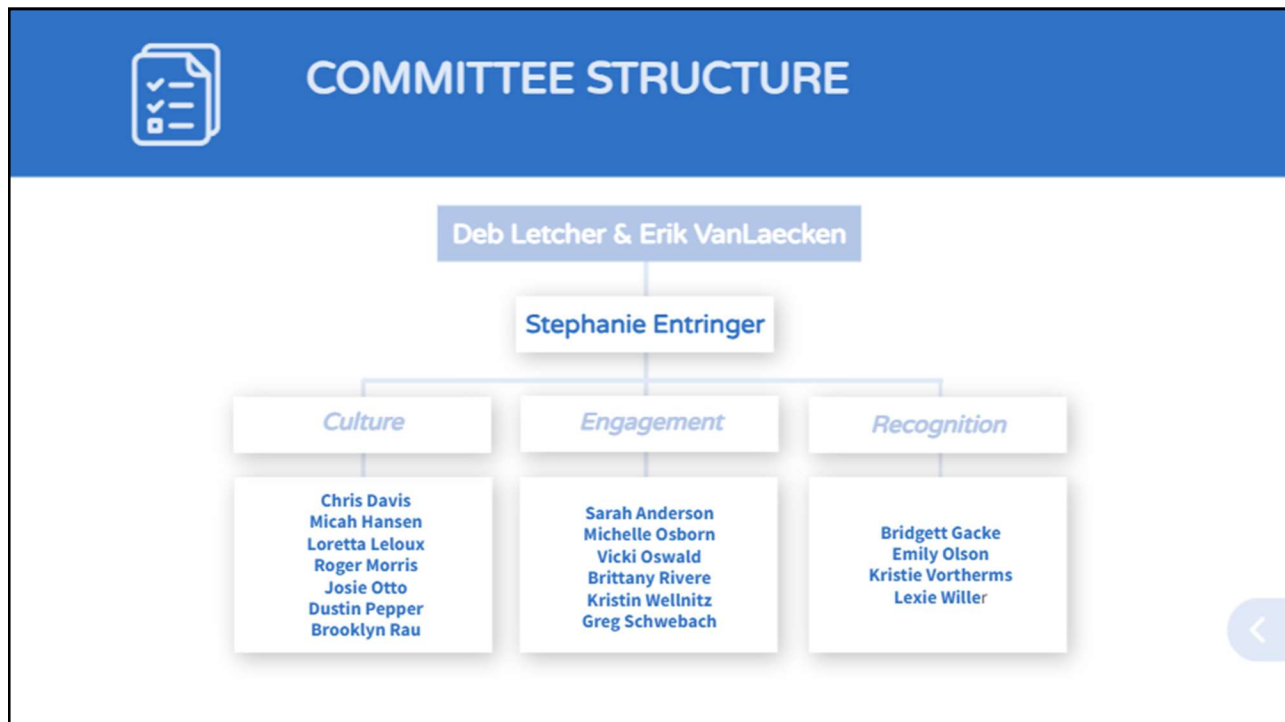 COMMITTEE STRUCTURE
Deb Letcher & Erik VanLaecken
Stephanie Entringer
Culture
Chris Davis
Micah Hansen
Loretta Leloux
Roger Morris
Josie Otto
Dustin Pepper
Brooklyn Rau
Engagement
Sarah Anderson
Michelle Osborn
Vicki Oswald
Brittany Rivere
Kristin Wellnitz
Greg Schwebach
Recognition
Bridgett Gacke
Emily Olson
Kristie Vortherms
Lexie Willer